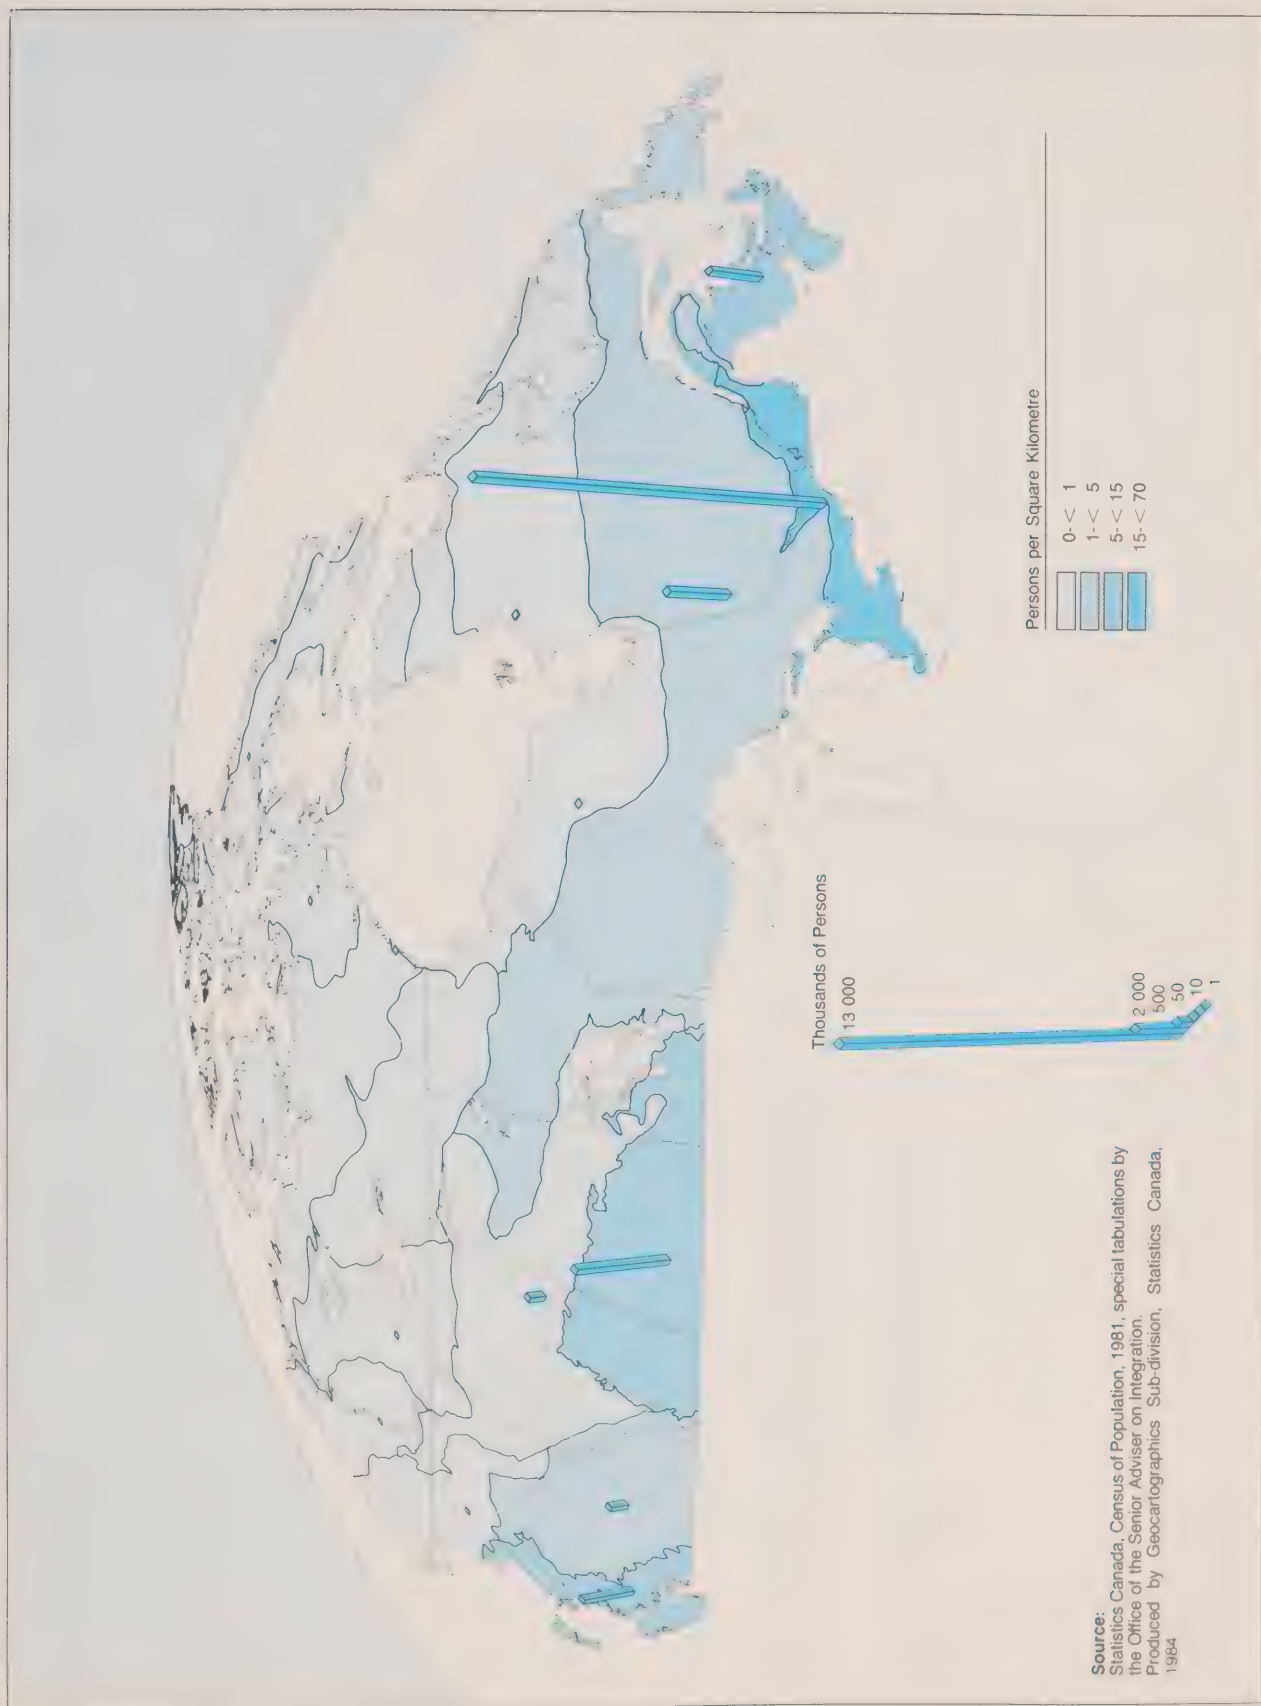 Thousands of Persons
13 000
2 000
500
50
10
1
Persons per Square Kilometre
0-< 1
1-< 5
5-< 15
15-< 70
Source:
Statistics Canada, Census of Population, 1981, special tabulations by
the Office of the Senior Adviser on Integration.
Produced by Geocartographics Sub-division, Statistics Canada,
1984